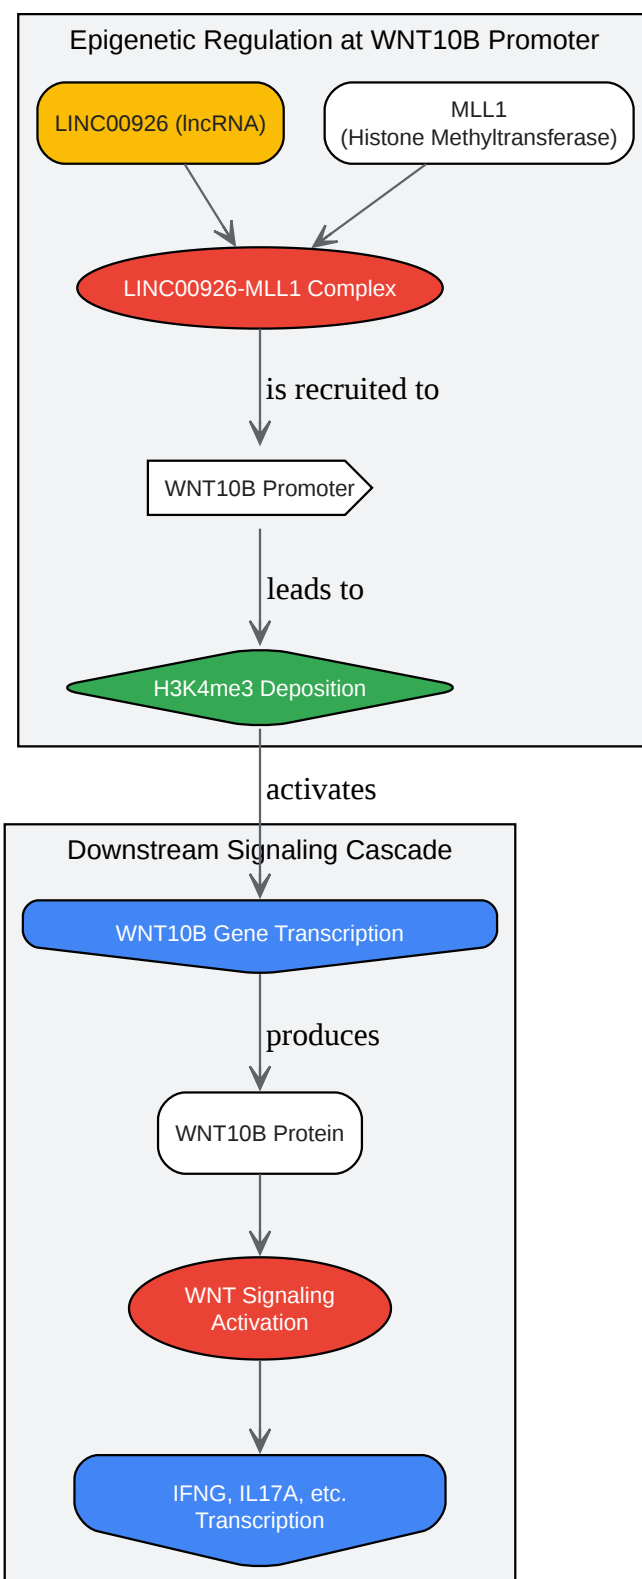 Epigenetic Regulation at WNT10B Promoter
LINC00926 (lncRNA)
MLL1
(Histone Methyltransferase)
LINC00926-MLL1 Complex
is recruited to
WNT10B Promoter
leads to
H3K4me3 Deposition
activates
Downstream Signaling Cascade
WNT10B Gene Transcription
produces
WNT10B Protein
WNT Signaling
Activation
IFNG, IL17A, etc.
Transcription